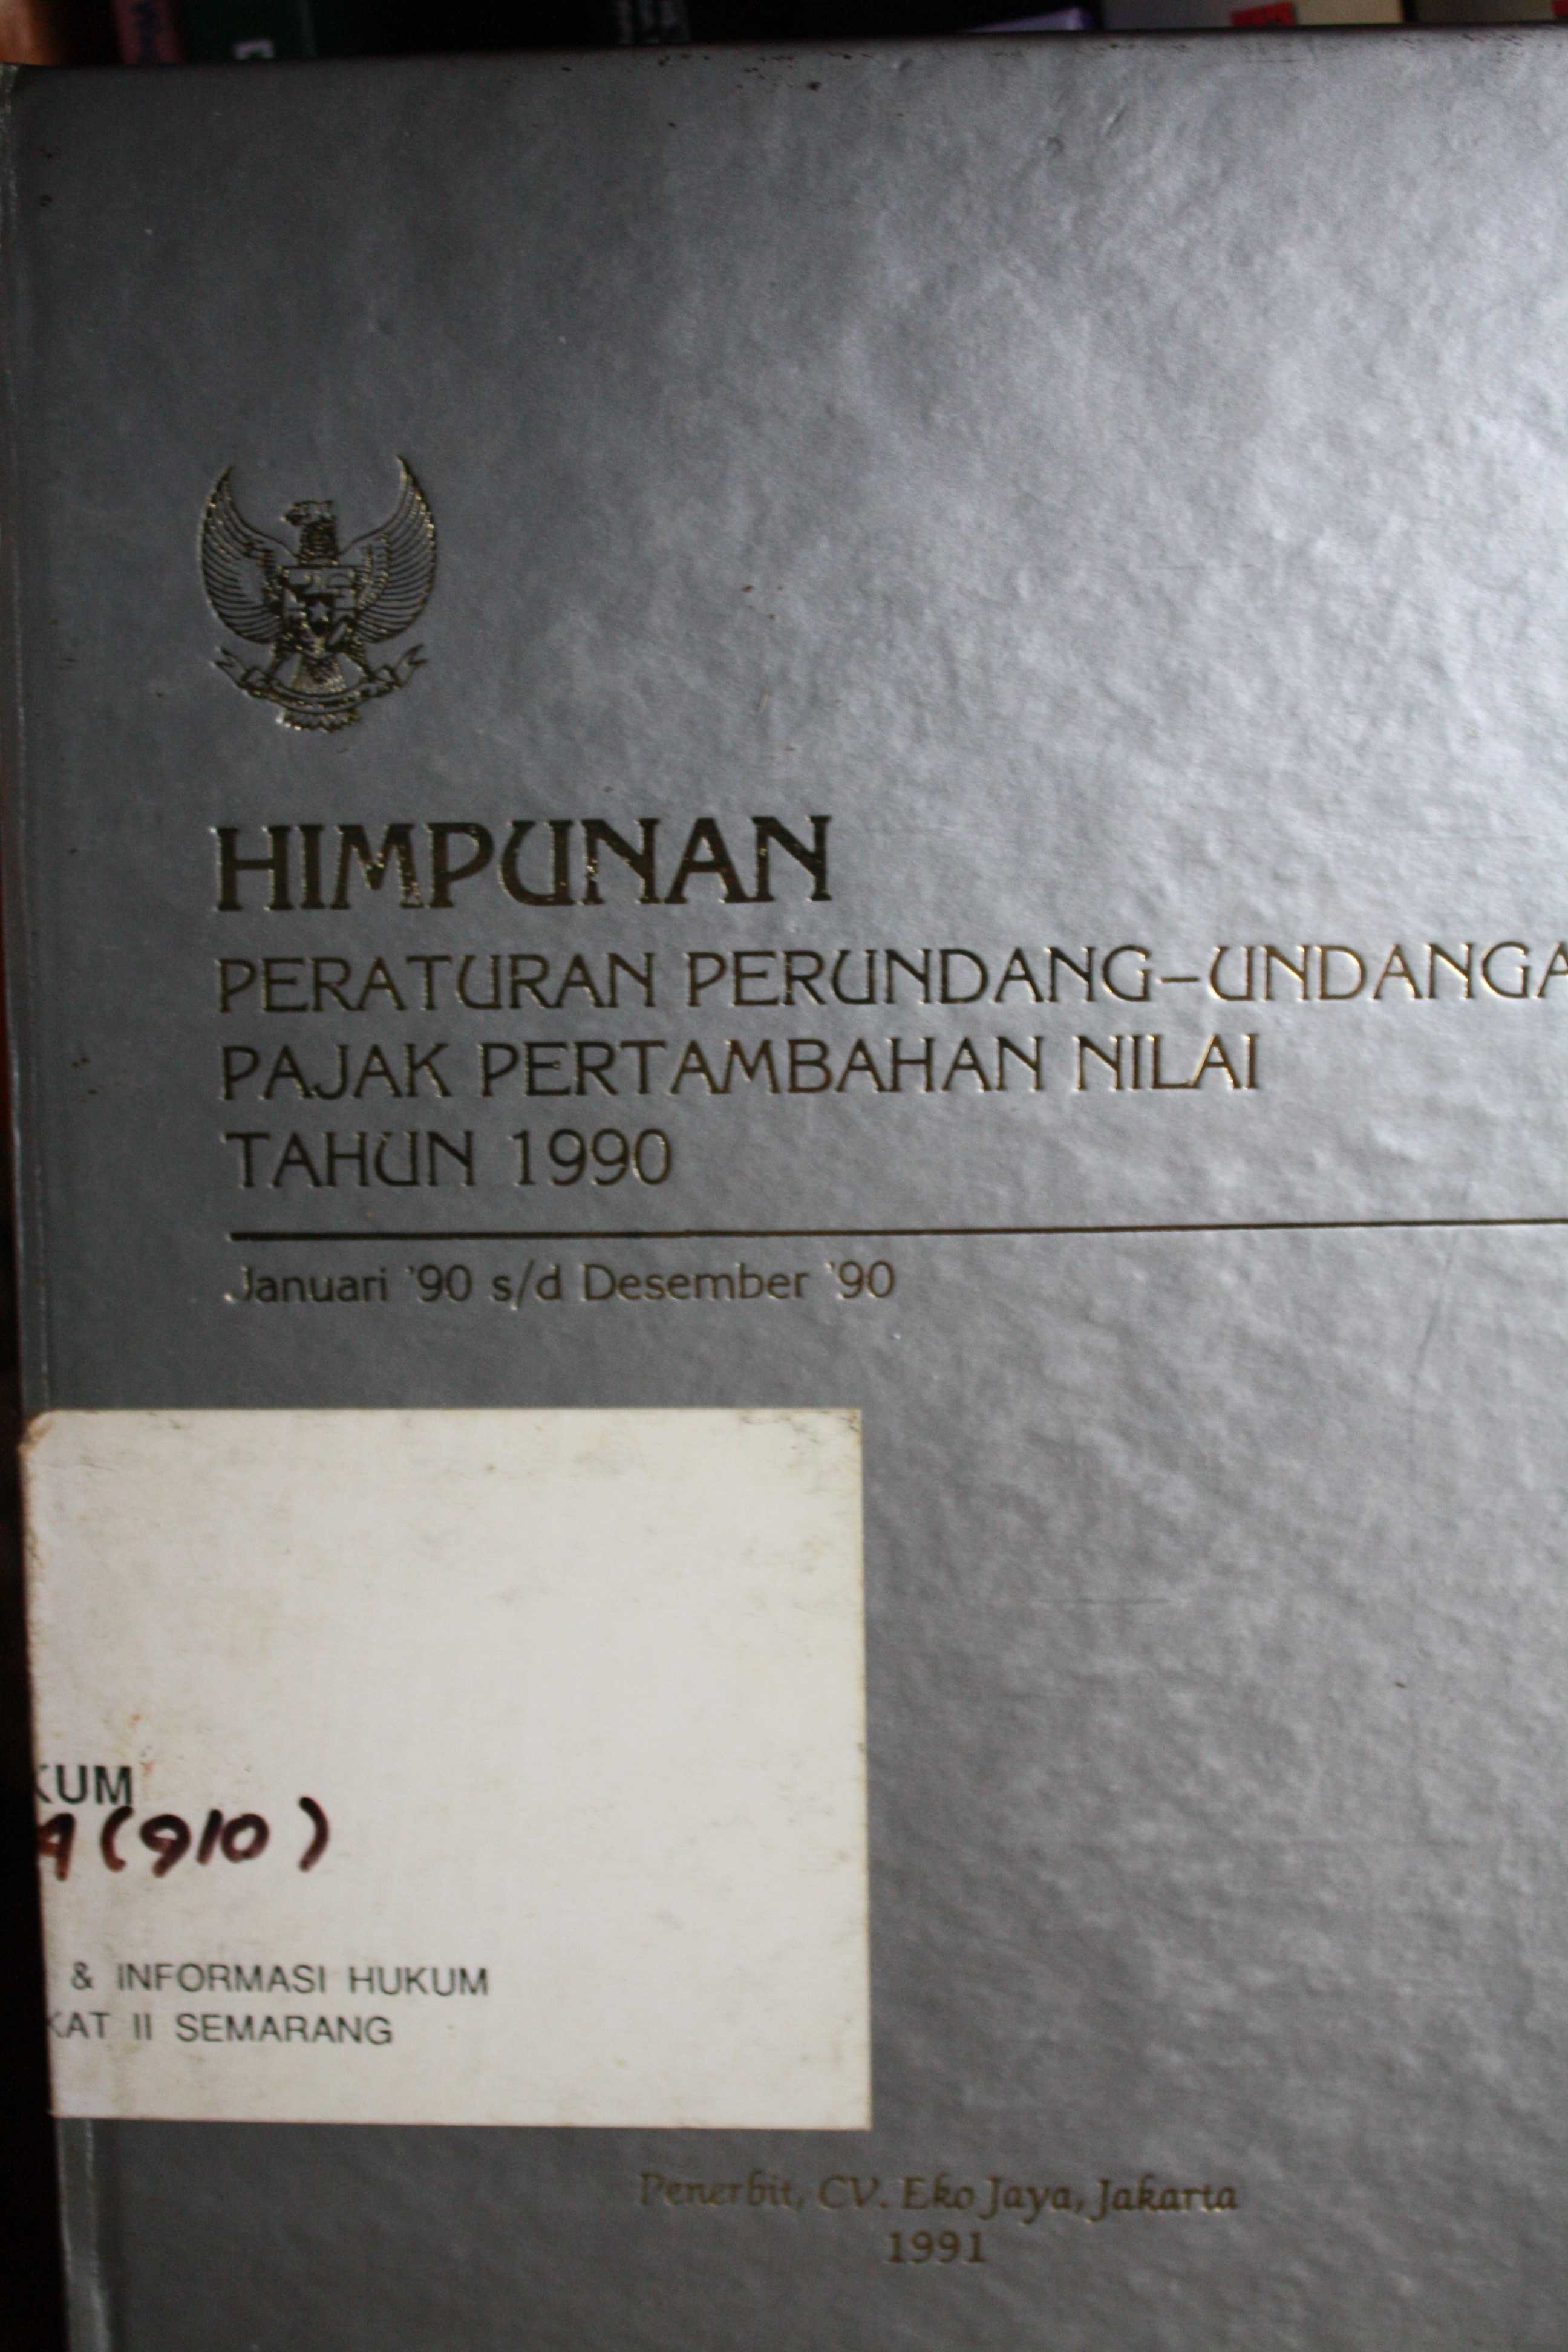 HIMPUNAN
PERATURAN PERUNDANG-UNDANGA
PAJAK PERTAMBAHAN NILAI
TAHUN 1990
Januari '90 s/d Desember '90
KUM
A (910)
& INFORMASI HUKUM
KAT II SEMARANG
Penerbit, CV. Eko Jaya, Jakarta
1991